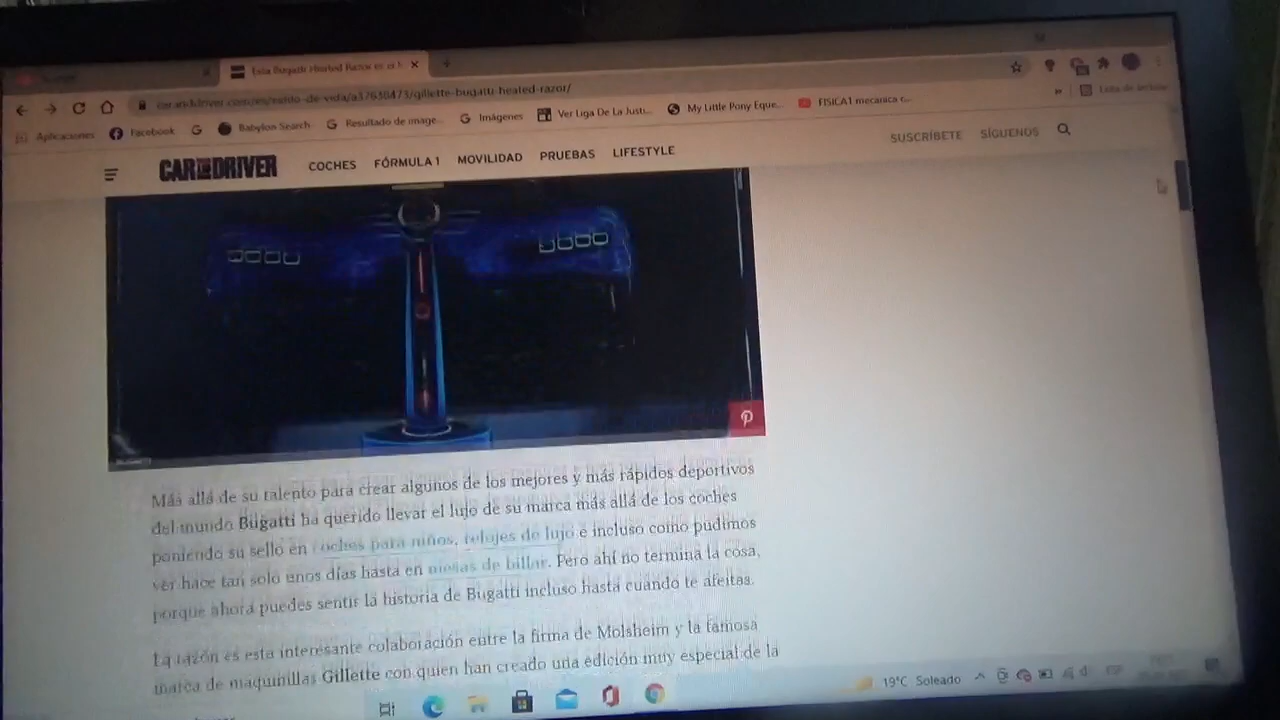 Esta Bugatti Heated Razor es el
caranddriver.com/es/estilo-de-vida/a37630473/gillette-bugatti-heated-razor/
Aplicaciones
Facebook
Babylon Search
Resultado de image...
Imágenes
Ver Liga De La Justi...
My Little Pony Eque...
FISICA1 mecanica c...
Lista de lectura
CAR AND DRIVER
COCHES
FÓRMULA 1
MOVILIDAD
PRUEBAS
LIFESTYLE
SUSCRÍBETE
SÍGUENOS
Más allá de su talento para crear algunos de los mejores y más rápidos deportivos
del mundo Bugatti ha querido llevar el lujo de su marca más allá de los coches
poniendo su sello en coches para niños, relojes de lujo e incluso como pudimos
ver hace tan solo unos días hasta en mesas de billar. Pero ahí no termina la cosa,
porque ahora puedes sentir la historia de Bugatti incluso hasta cuando te afeitas.
La razón es esta interesante colaboración entre la firma de Molsheim y la famosa
marca de maquinillas Gillette con quien han creado una edición muy especial de la
19°C Soleado